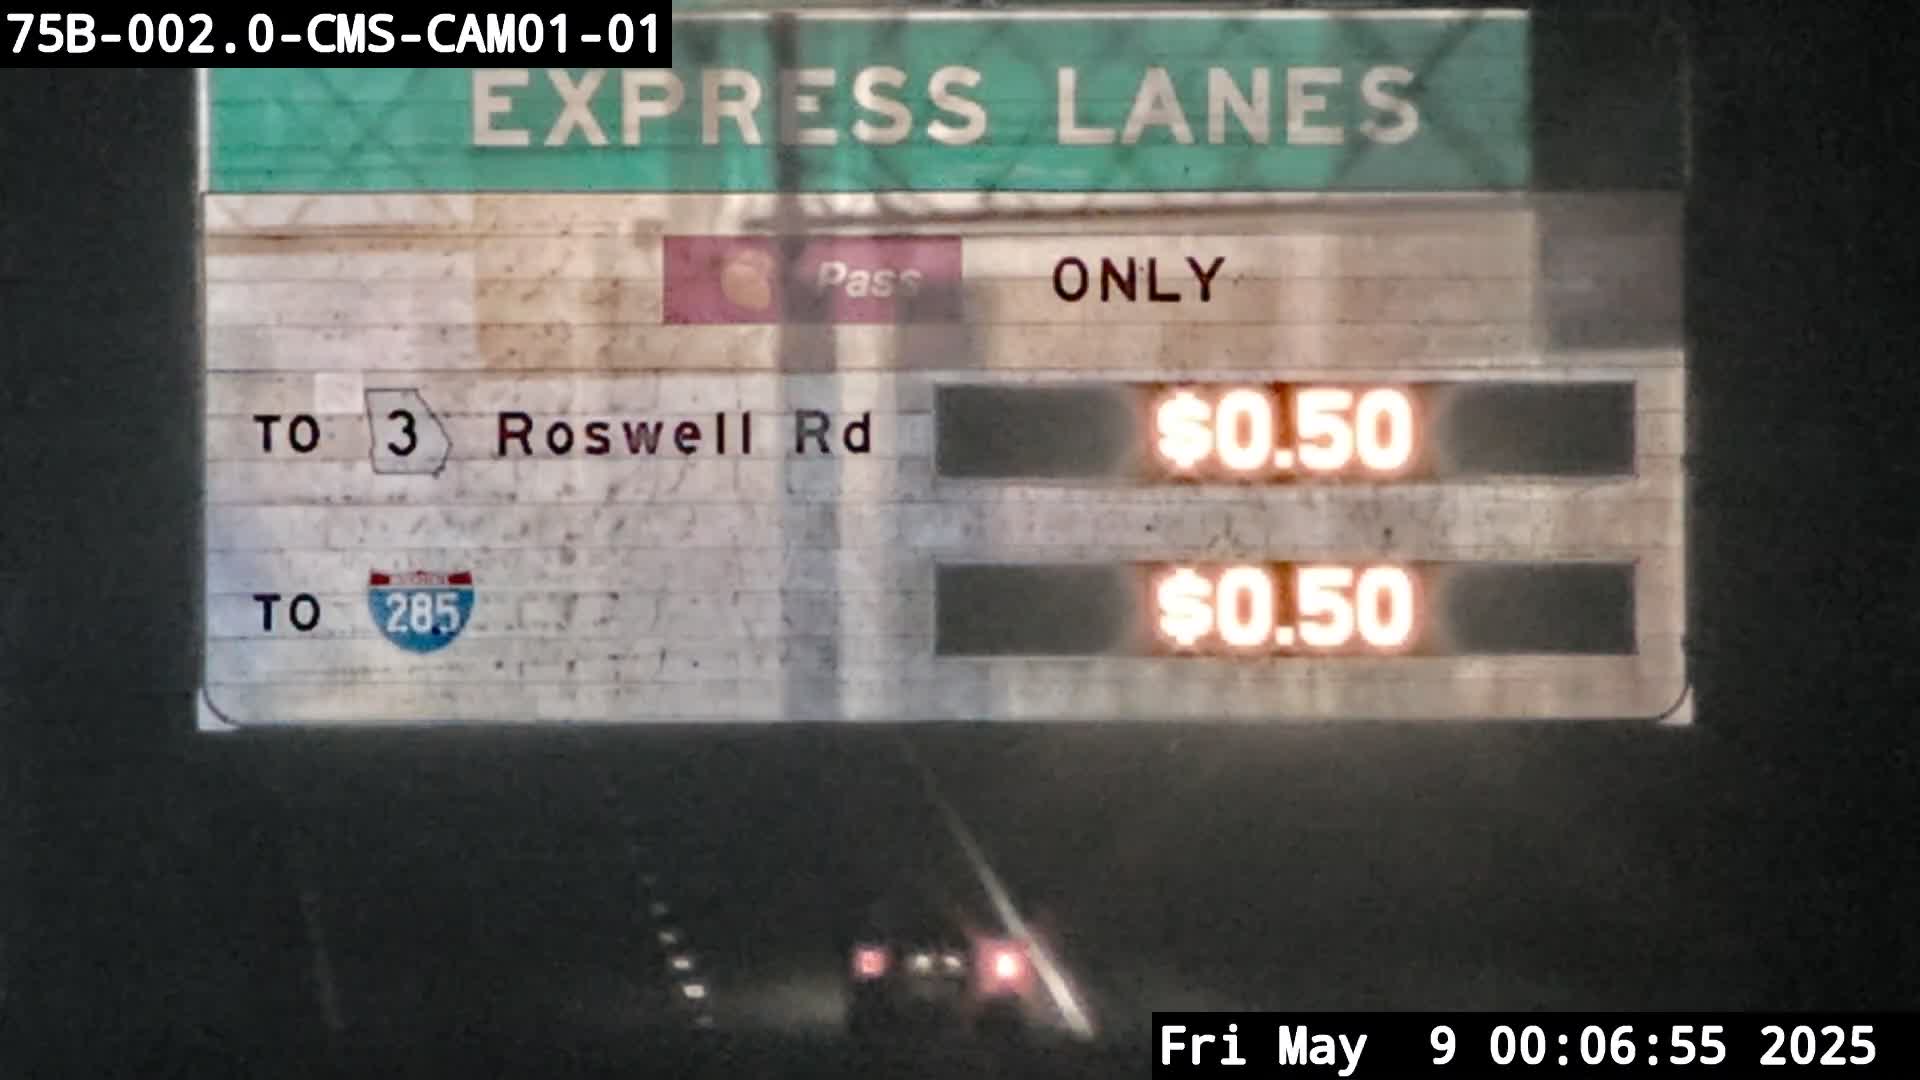 75B-002.0-CMS-CAM01-01
EXPRESS LANES
Pass ONLY
TO 3 Roswell Rd $0.50
TO 285 $0.50
Fri May 9 00:06:55 2025